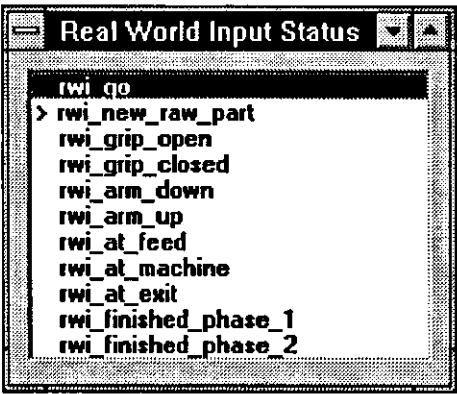 Real World Input Status
rwi_go
> rwi_new_raw_part
rwi_grip_open
rwi_grip_closed
rwi_arm_down
rwi_arm_up
rwi_at_feed
rwi_at_machine
rwi_at_exit
rwi_finished_phase_1
rwi_finished_phase_2